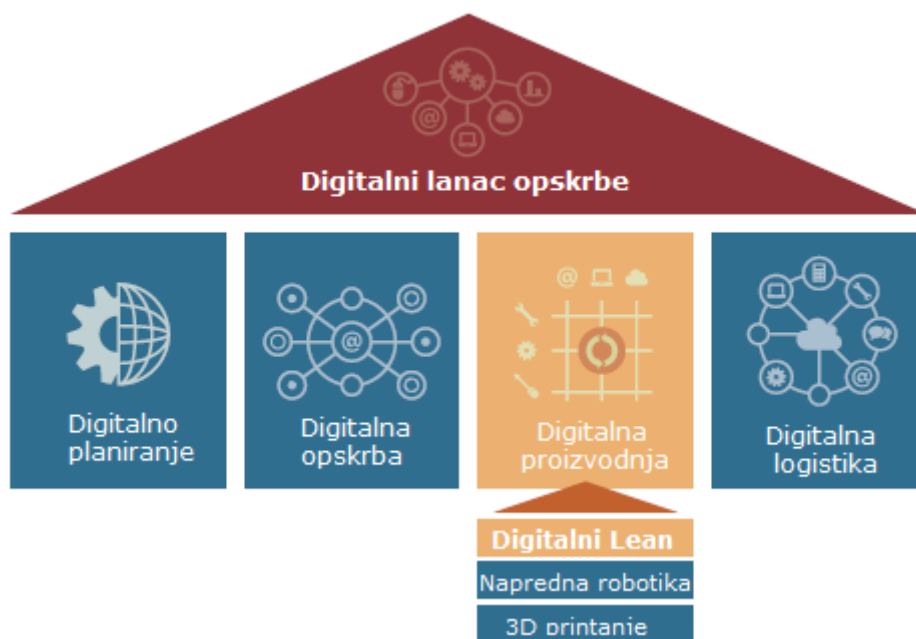 Digitalni lanac opskrbe
Digitalno
planiranje
Digitalna
opskrba
Digitalna
proizvodnja
Digitalna
logistika
Digitalni Lean
Napredna robotika
3D printanje